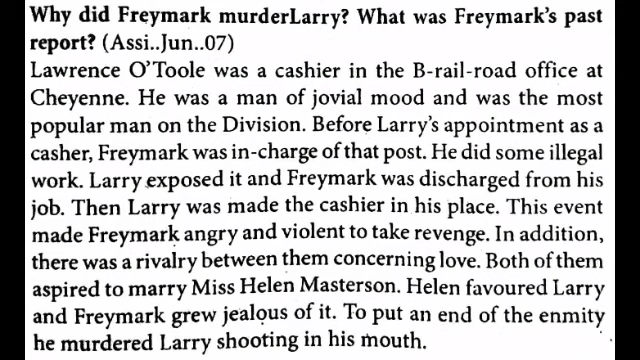 Why did Freymark murderLarry? What was Freymark's past
report? (Assi..Jun..07)
Lawrence O'Toole was a cashier in the B-rail-road office at
Cheyenne. He was a man of jovial mood and was the most
popular man on the Division. Before Larry's appointment as a
casher, Freymark was in-charge of that post. He did some illegal
work. Larry exposed it and Freymark was discharged from his
job. Then Larry was made the cashier in his place. This event
made Freymark angry and violent to take revenge. In addition,
there was a rivalry between them concerning love. Both of them
aspired to marry Miss Helen Masterson. Helen favoured Larry
and Freymark grew jealous of it. To put an end of the enmity
he murdered Larry shooting in his mouth.